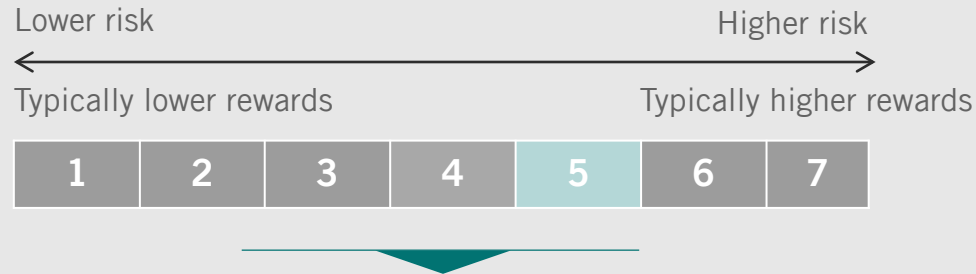 Lower risk
Higher risk
Typically lower rewards
Typically higher rewards
1 2 3 4 5 6 7